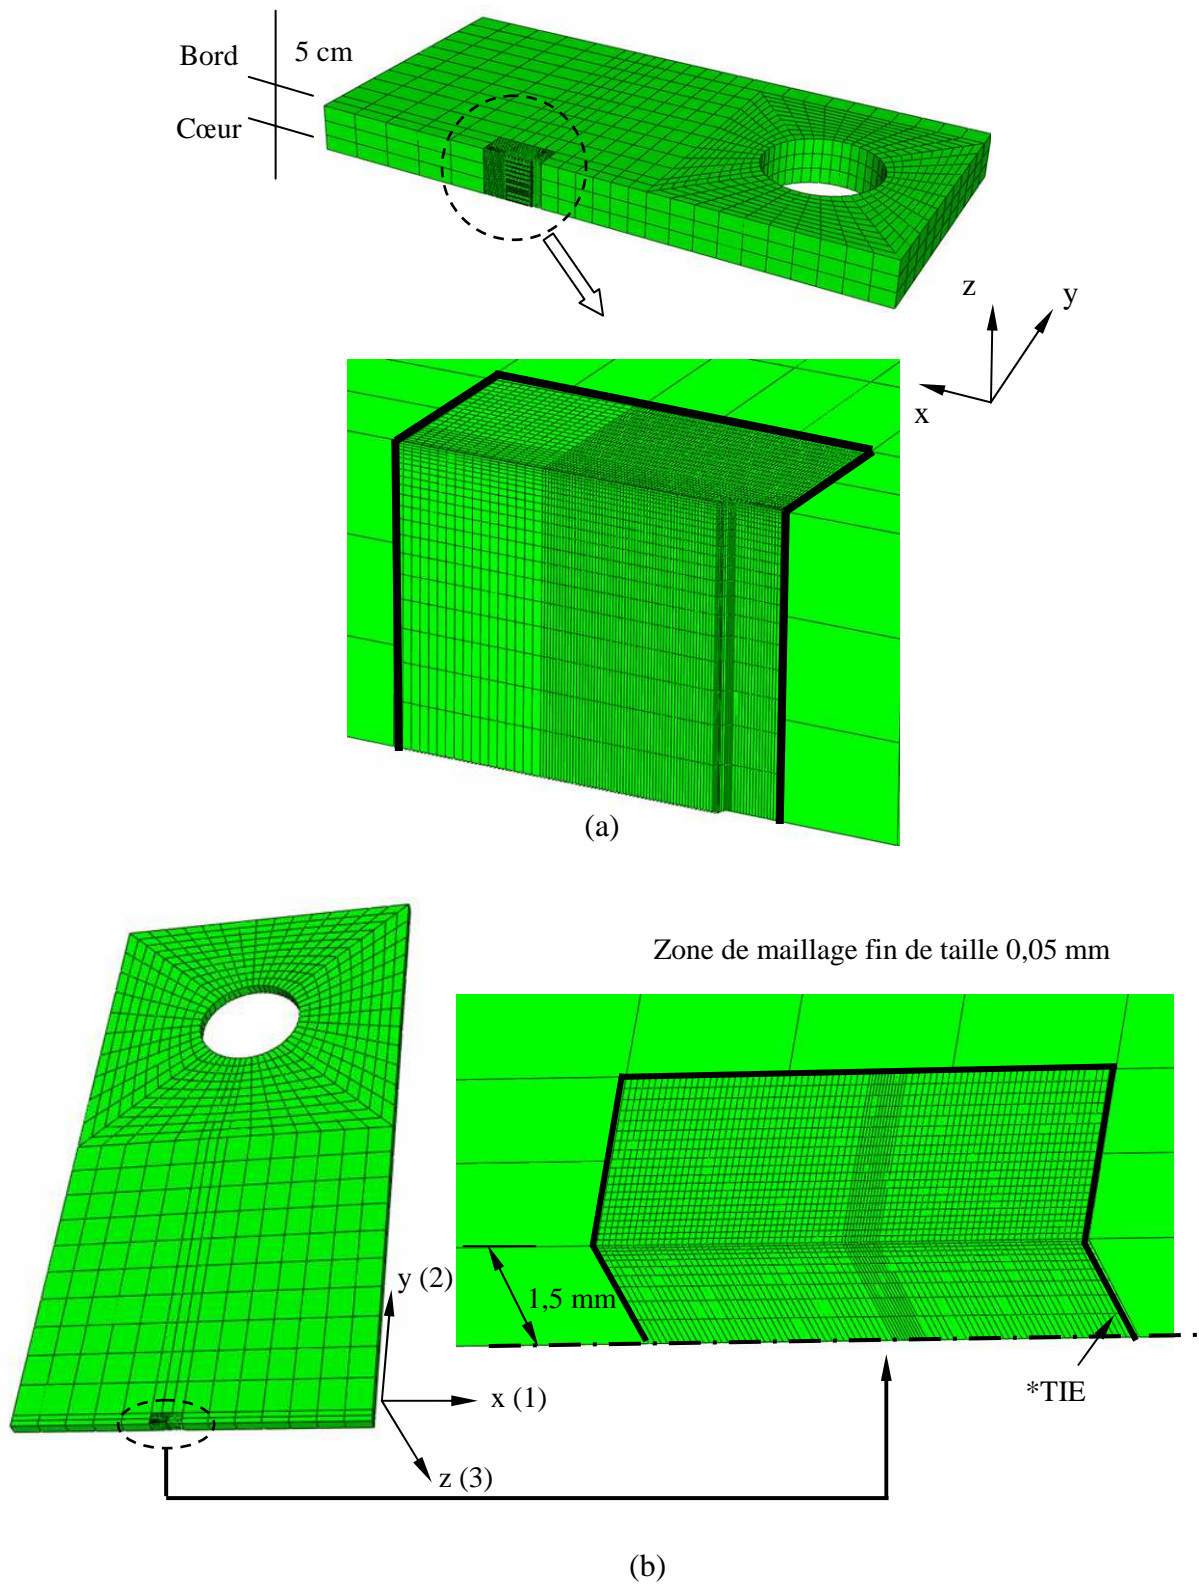 Bord
5 cm
Cœur
z
y
x
(a)
Zone de maillage fin de taille 0,05 mm
y (2)
1,5 mm
x (1)
*TIE
z (3)
(b)